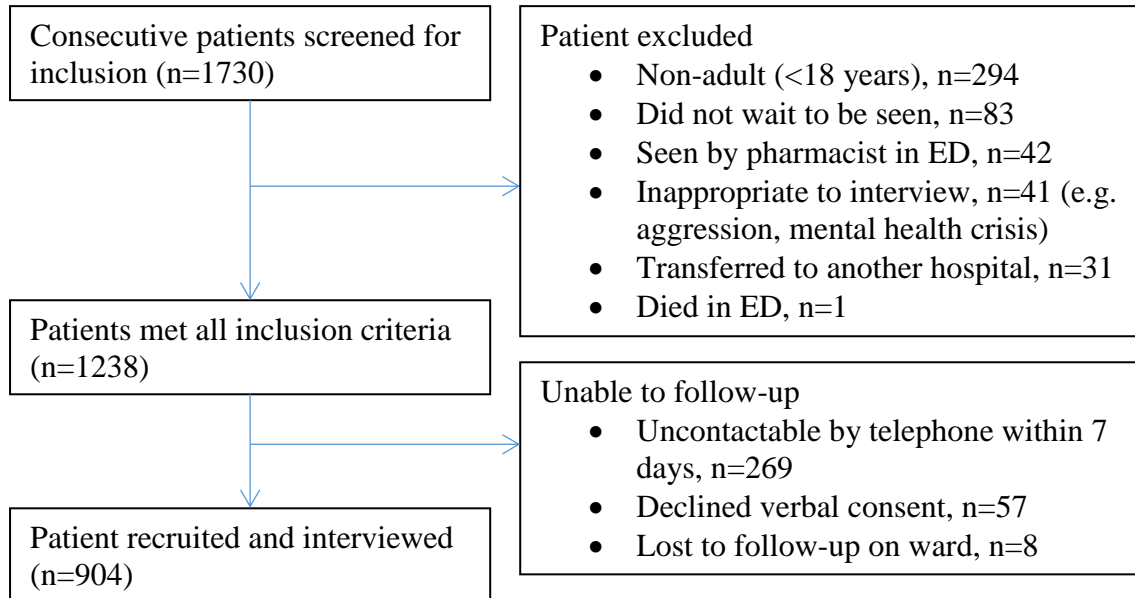 Consecutive patients screened for
inclusion (n=1730)
Patient excluded
• Non-adult (<18 years), n=294
• Did not wait to be seen, n=83
• Seen by pharmacist in ED, n=42
• Inappropriate to interview, n=41 (e.g.
aggression, mental health crisis)
• Transferred to another hospital, n=31
• Died in ED, n=1
Patients met all inclusion criteria
(n=1238)
Unable to follow-up
• Uncontactable by telephone within 7
days, n=269
• Declined verbal consent, n=57
• Lost to follow-up on ward, n=8
Patient recruited and interviewed
(n=904)